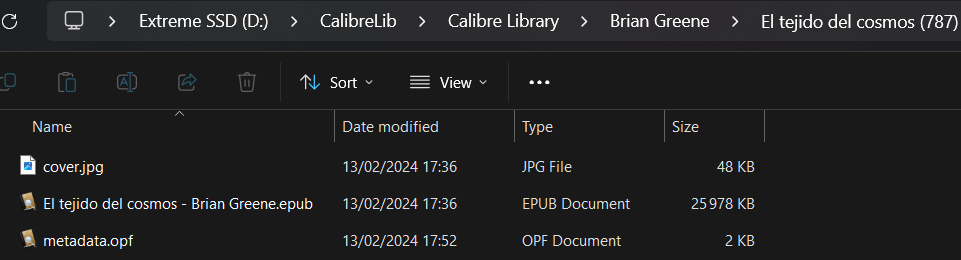 Extreme SSD (D:) > CalibreLib > Calibre Library > Brian Greene > El tejido del cosmos (787)
Sort View ...
Name Date modified Type Size
cover.jpg 13/02/2024 17:36 JPG File 48 KB
El tejido del cosmos - Brian Greene.epub 13/02/2024 17:36 EPUB Document 25 978 KB
metadata.opf 13/02/2024 17:52 OPF Document 2 KB